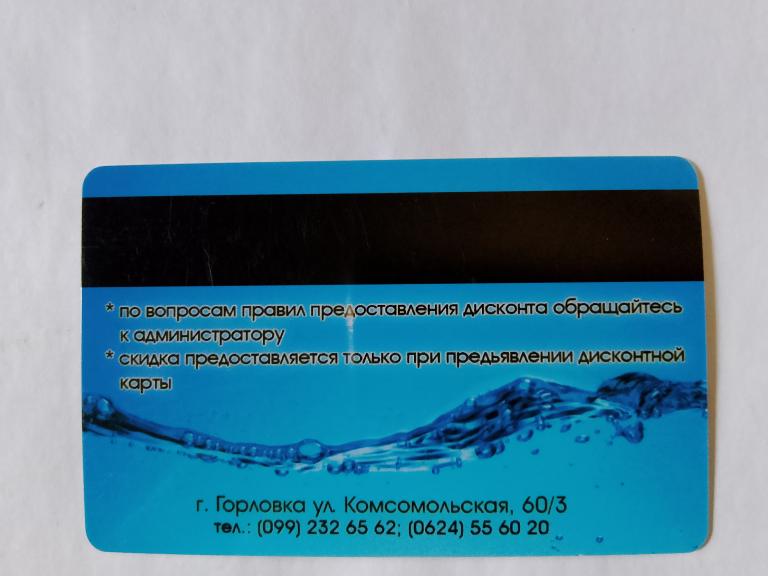 * по вопросам правил предоставления дисконта обращайтесь
к администратору
* скидка предоставляется только при предьявлении дисконтной
карты
г. Горловка ул. Комсомольская, 60/3
тел.: (099) 232 65 62; (0624) 55 60 20